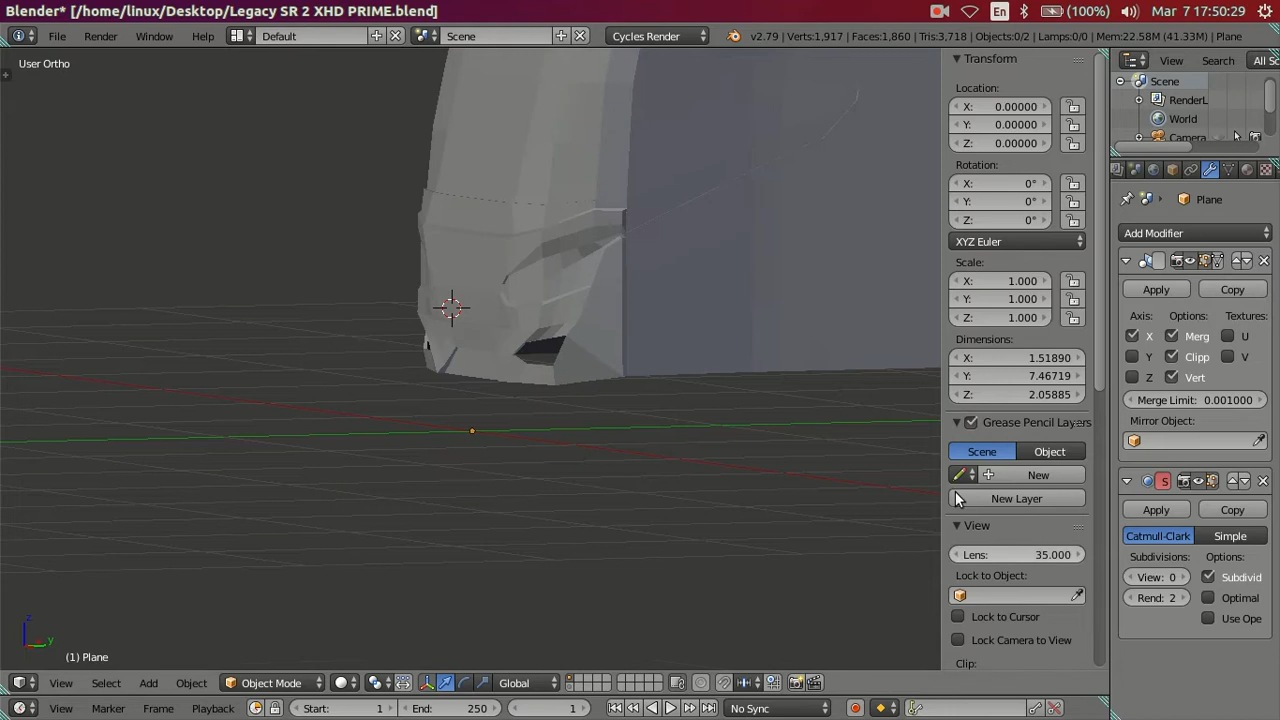 Blender* [/home/linux/Desktop/Legacy SR 2 XHD PRIME.blend] En (100%) Mar 7 17:50:29
File Render Window Help Default Scene Cycles Render v2.79 | Verts:1,917 | Faces:1,860 | Tris:3,718 | Objects:0/2 | Lamps:0/0 | Mem:22.58M (41.33M) | Plane
User Ortho
Transform
Location:
X: 0.00000
Y: 0.00000
Z: 0.00000
Rotation:
X: 0°
Y: 0°
Z: 0°
XYZ Euler
Scale:
X: 1.000
Y: 1.000
Z: 1.000
Dimensions:
X: 1.51890
Y: 7.46719
Z: 2.05885
Grease Pencil Layers
Scene Object
New
New Layer
View
Lens: 35.000
Lock to Object:
Lock to Cursor
Lock Camera to View
Clip:
View Search All Sc
Scene
RenderL
World
Camera
Plane
Add Modifier
Apply Copy
Axis: Options: Textures:
X Merg U
Y Clipp V
Z Vert
Merge Limit: 0.001000
Mirror Object:
S
Apply Copy
Catmull-Clark Simple
Subdivisions: Options:
View: 0 Subdivid
Rend: 2 Optimal
Use Ope
z
y
(1) Plane
View Select Add Object Object Mode Global
View Marker Frame Playback Start: 1 End: 250 1 No Sync